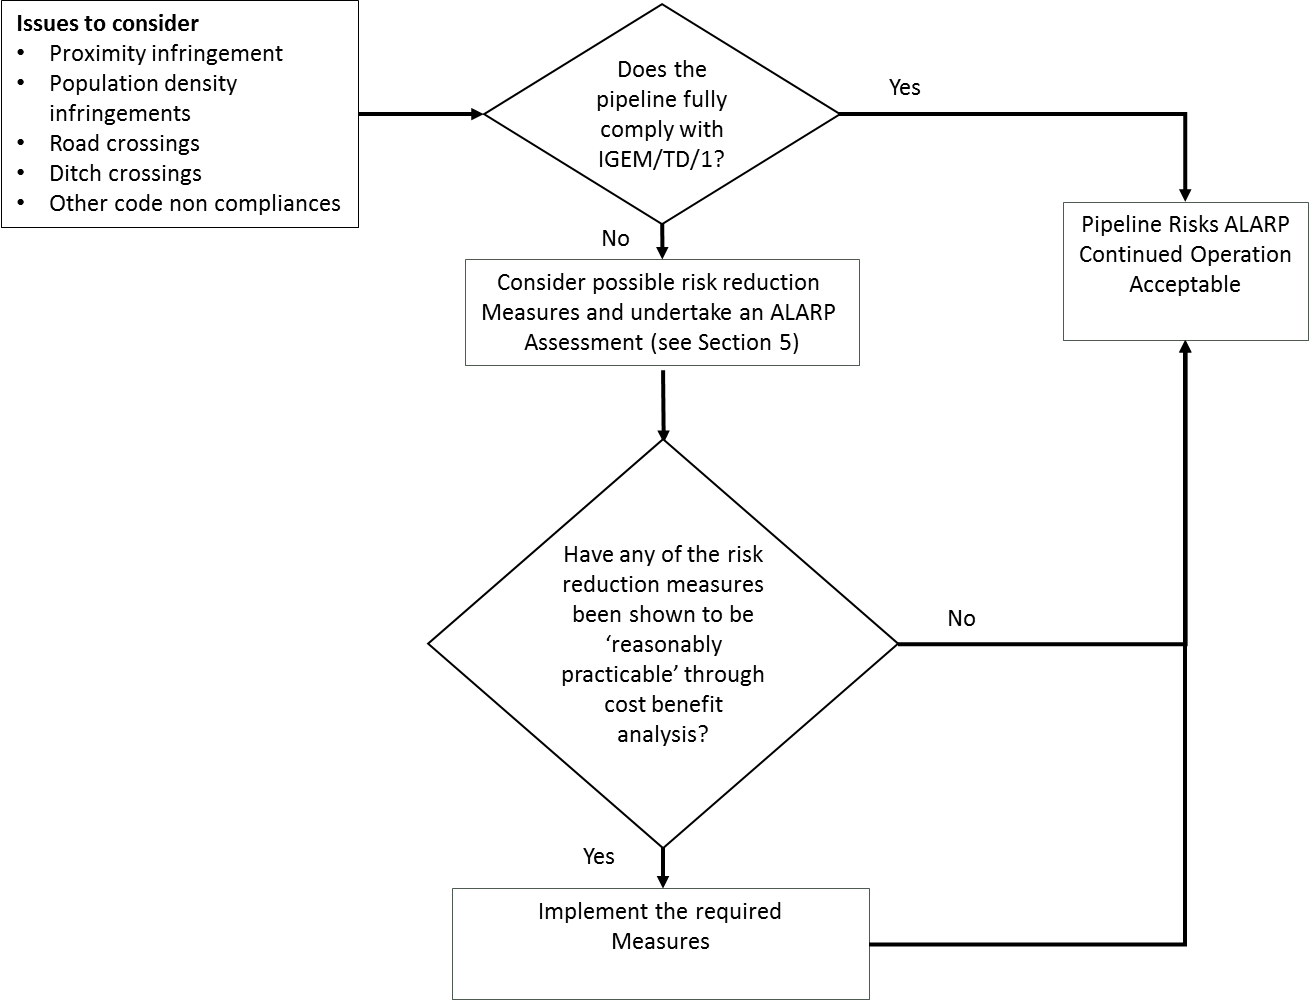 Issues to consider
• Proximity infringement
• Population density
infringements
• Road crossings
• Ditch crossings
• Other code non compliances
Does the
pipeline fully
comply with
IGEM/TD/1?
Yes
No
Pipeline Risks ALARP
Continued Operation
Acceptable
Consider possible risk reduction
Measures and undertake an ALARP
Assessment (see Section 5)
Have any of the risk
reduction measures
been shown to be
‘reasonably
practicable’ through
cost benefit
analysis?
No
Yes
Implement the required
Measures